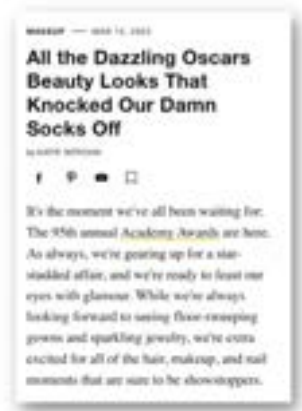 MAKEUP — MAR 12, 2023
All the Dazzling Oscars
Beauty Looks That
Knocked Our Damn
Socks Off
by
It's the moment we've all been waiting for:
The 95th annual Academy Awards are here.
As always, we're gearing up for a star-
studded affair, and we're ready to feast our
eyes with glamour. While we're always
looking forward to seeing floor-sweeping
gowns and sparkling jewelry, we're extra
excited for all of the hair, makeup, and nail
moments that are sure to be showstoppers.